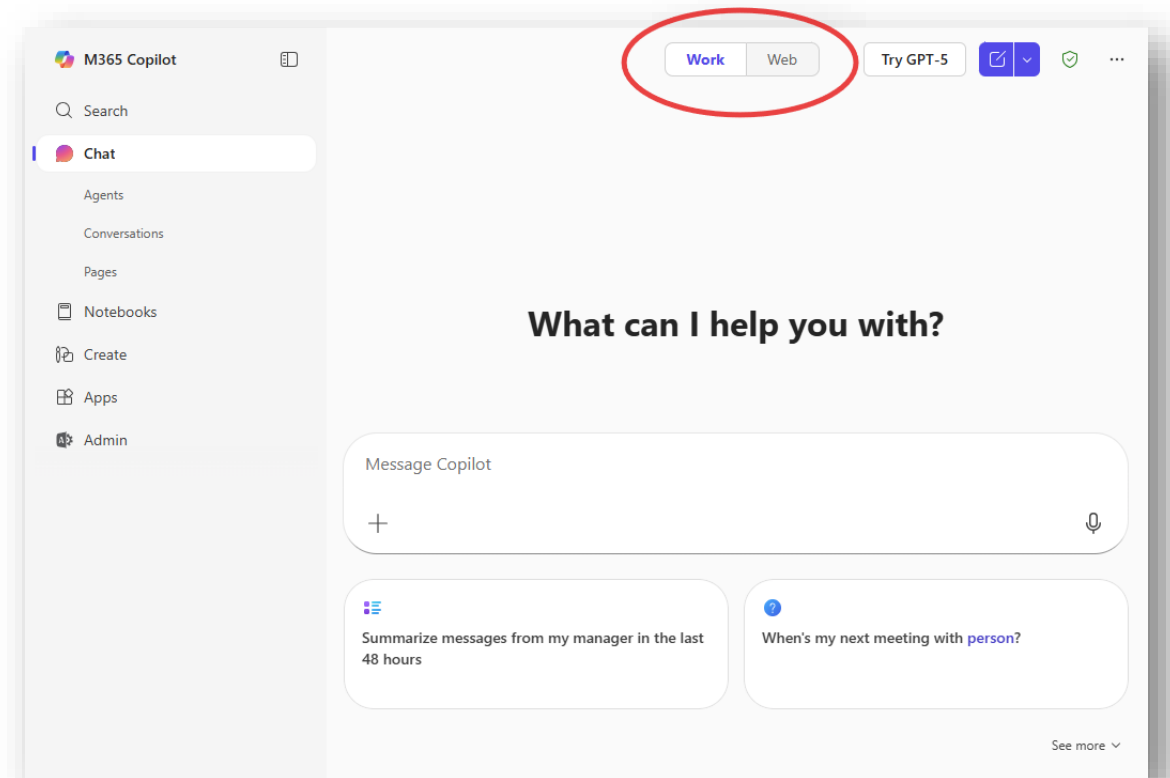 M365 Copilot
Work
Web
Try GPT-5
Search
Chat
Agents
Conversations
Pages
Notebooks
Create
Apps
Admin
What can I help you with?
Message Copilot
Summarize messages from my manager in the last
48 hours
When's my next meeting with person?
See more